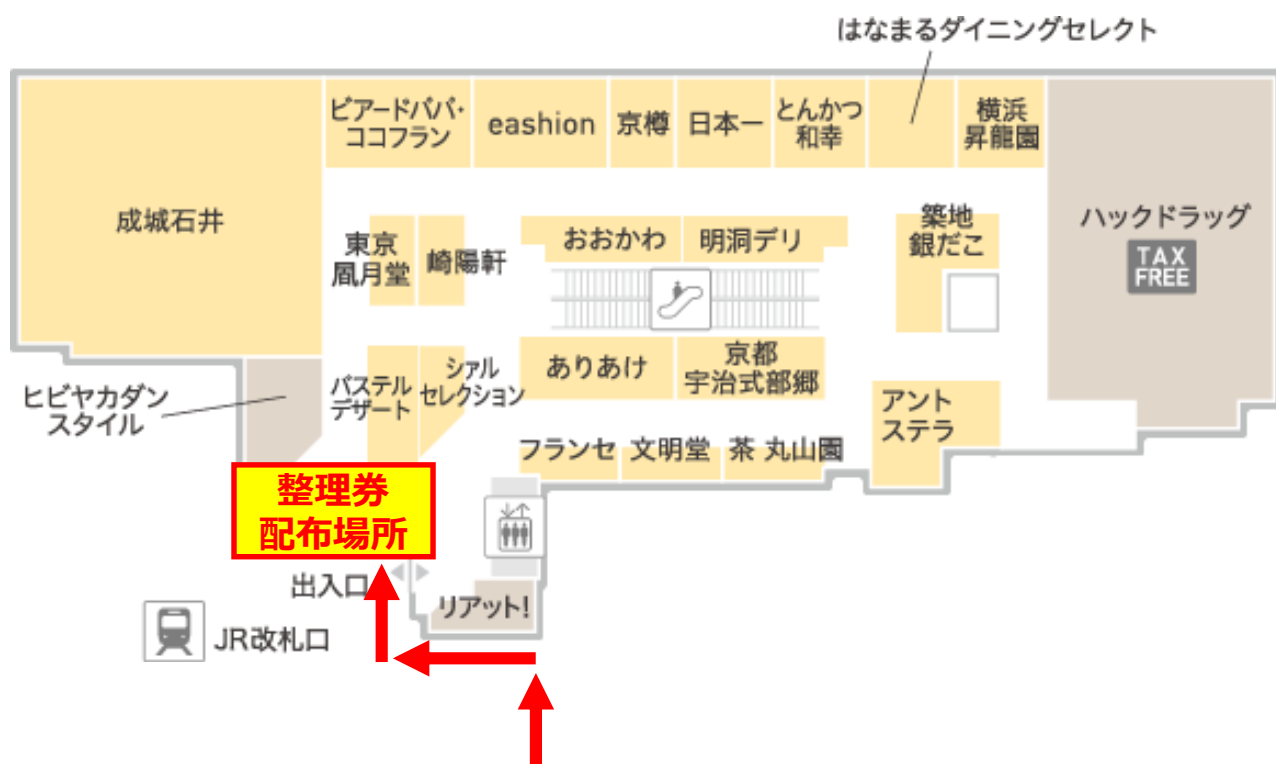 はなまるダイニングセレクト
ビアードパパ・
ココフラン
eashion
京樽
日本一
とんかつ
和幸
横浜
昇龍園
成城石井
東京
凮月堂
崎陽軒
おおかわ
明洞デリ
築地
銀だこ
ハックドラッグ
TAX
FREE
ヒビヤカダン
スタイル
パステル
デザート
シァル
セレクション
ありあけ
京都
宇治式部郷
アント
ステラ
フランセ
文明堂
茶 丸山園
整理券
配布場所
出入口
リアット!
JR改札口